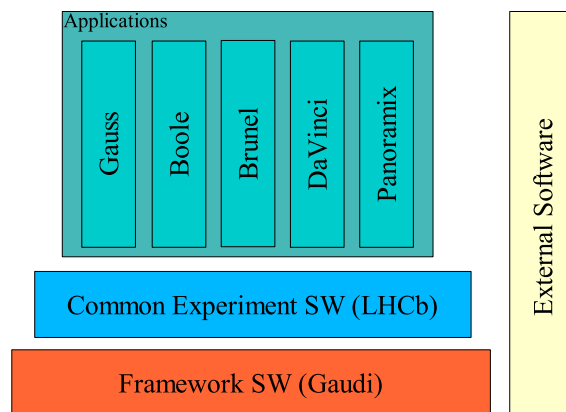 Applications
Gauss
Boole
Brunel
DaVinci
Panoramix
External Software
Common Experiment SW (LHCb)
Framework SW (Gaudi)